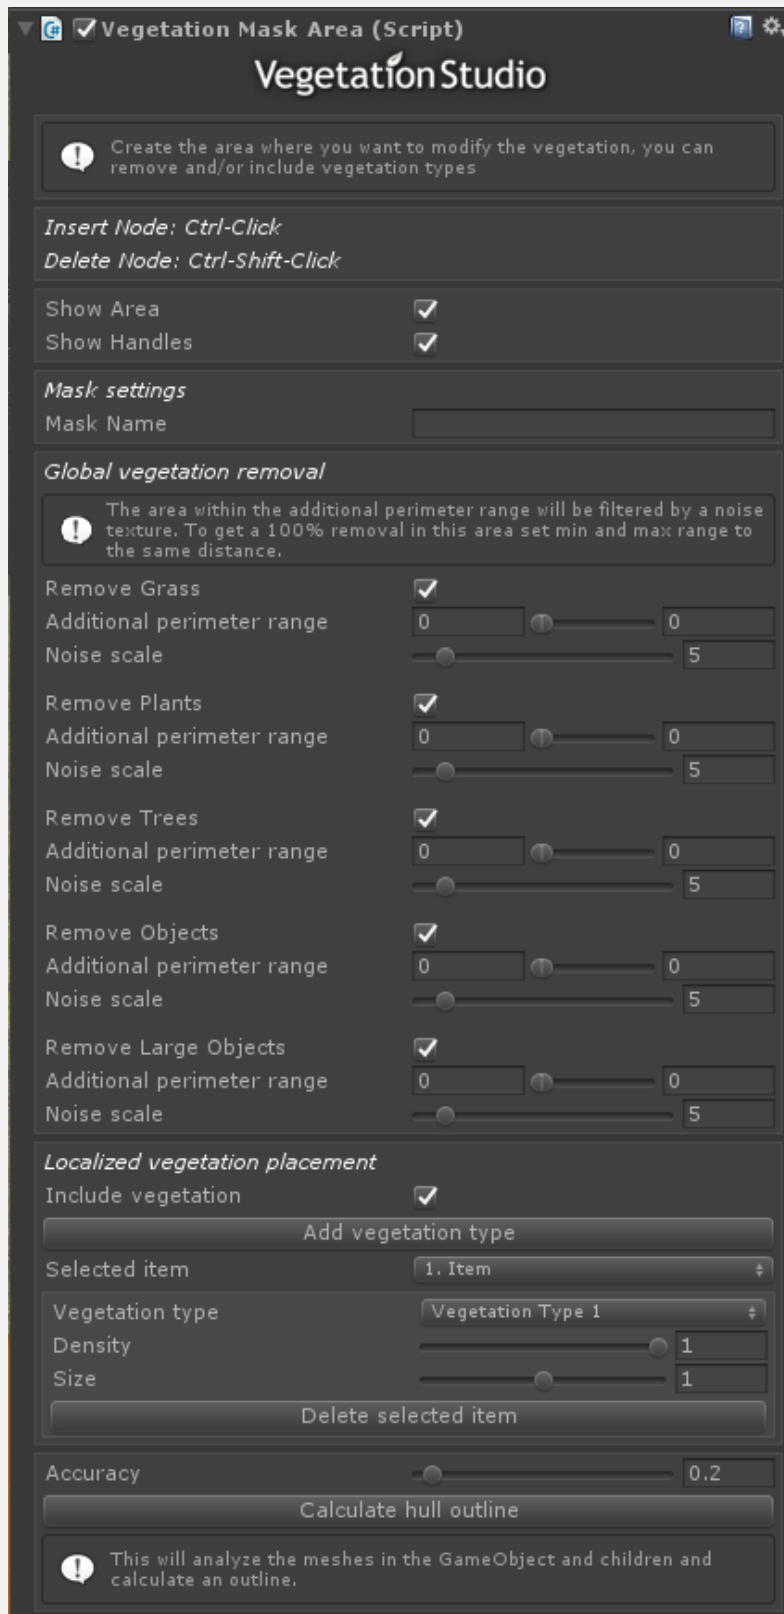 Vegetation Mask Area (Script)
Vegetation Studio
Create the area where you want to modify the vegetation, you can
remove and/or include vegetation types
Insert Node: Ctrl-Click
Delete Node: Ctrl-Shift-Click
Show Area
Show Handles
Mask settings
Mask Name
Global vegetation removal
The area within the additional perimeter range will be filtered by a noise
texture. To get a 100% removal in this area set min and max range to
the same distance.
Remove Grass
Additional perimeter range 0 0
Noise scale 5
Remove Plants
Additional perimeter range 0 0
Noise scale 5
Remove Trees
Additional perimeter range 0 0
Noise scale 5
Remove Objects
Additional perimeter range 0 0
Noise scale 5
Remove Large Objects
Additional perimeter range 0 0
Noise scale 5
Localized vegetation placement
Include vegetation
Add vegetation type
Selected item 1. Item
Vegetation type Vegetation Type 1
Density 1
Size 1
Delete selected item
Accuracy 0.2
Calculate hull outline
This will analyze the meshes in the GameObject and children and
calculate an outline.